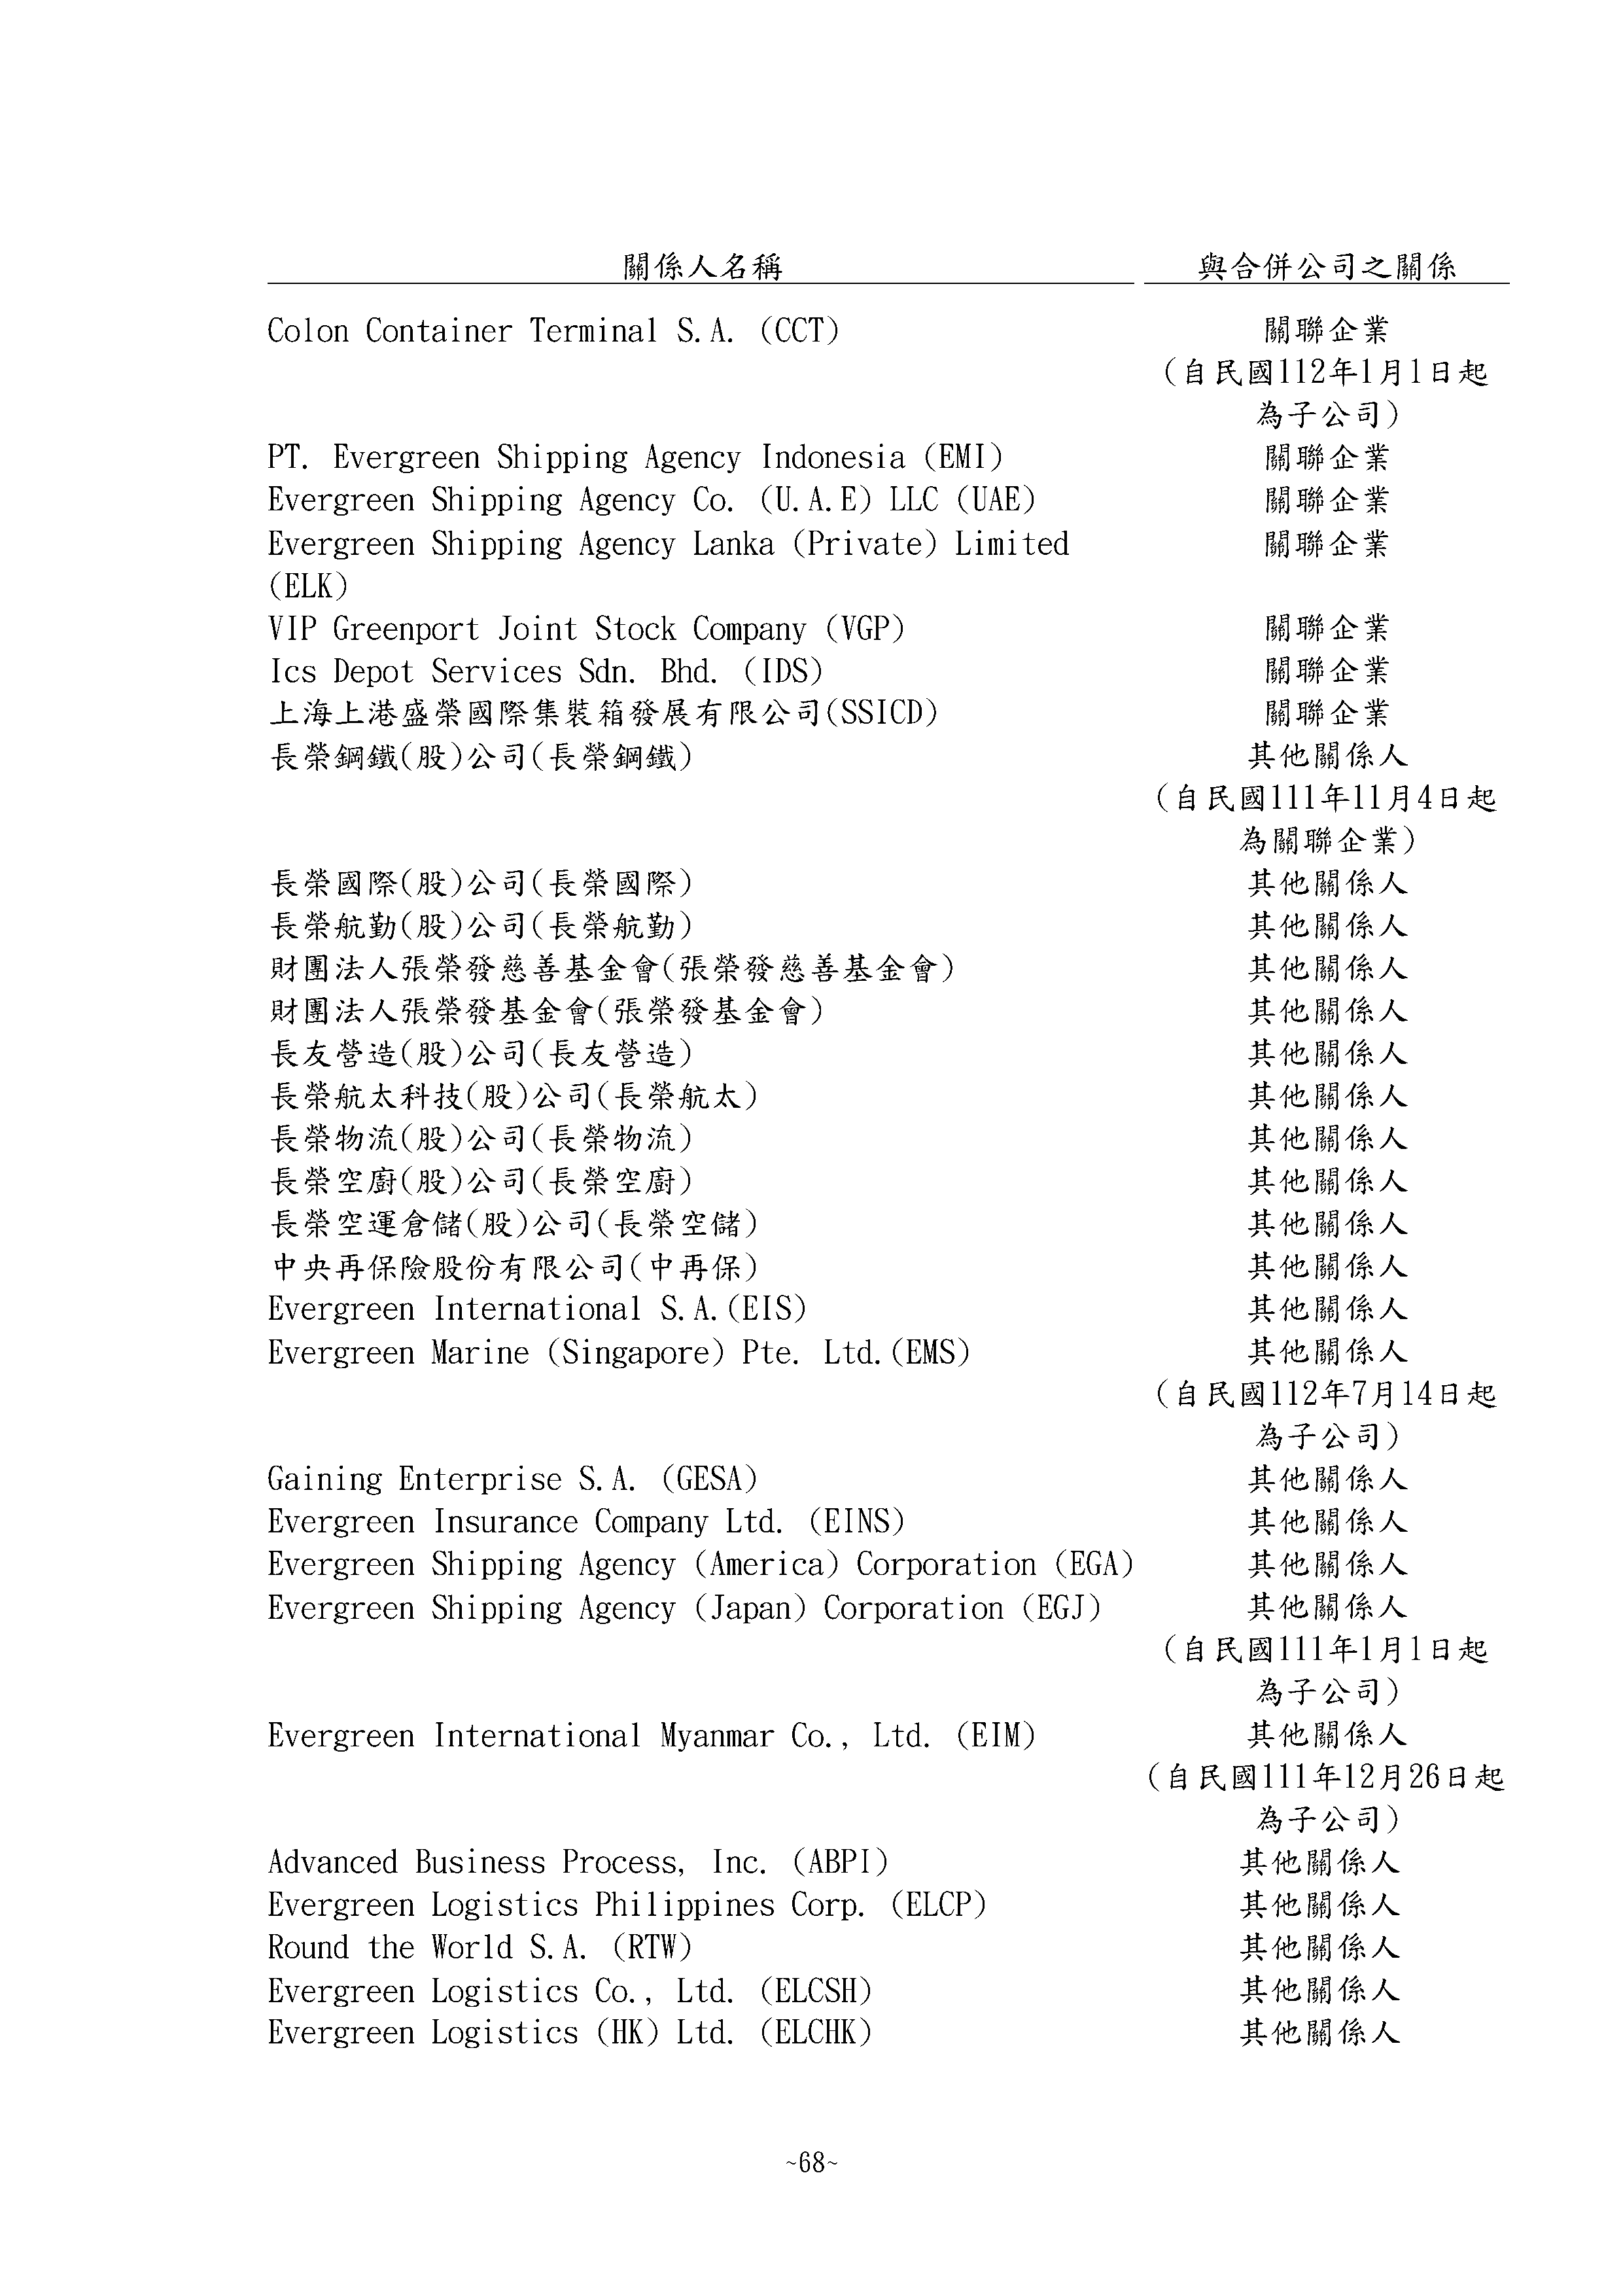 關係人名稱 與合併公司之關係
Colon Container Terminal S.A. (CCT) 關聯企業
(自民國112年1月1日起
為子公司)
PT. Evergreen Shipping Agency Indonesia (EMI) 關聯企業
Evergreen Shipping Agency Co. (U.A.E) LLC (UAE) 關聯企業
Evergreen Shipping Agency Lanka (Private) Limited 關聯企業
(ELK)
VIP Greenport Joint Stock Company (VGP) 關聯企業
Ics Depot Services Sdn. Bhd. (IDS) 關聯企業
上海上港盛榮國際集裝箱發展有限公司(SSICD) 關聯企業
長榮鋼鐵(股)公司(長榮鋼鐵) 其他關係人
(自民國111年11月4日起
為關聯企業)
長榮國際(股)公司(長榮國際) 其他關係人
長榮航勤(股)公司(長榮航勤) 其他關係人
財團法人張榮發慈善基金會(張榮發慈善基金會) 其他關係人
財團法人張榮發基金會(張榮發基金會) 其他關係人
長友營造(股)公司(長友營造) 其他關係人
長榮航太科技(股)公司(長榮航太) 其他關係人
長榮物流(股)公司(長榮物流) 其他關係人
長榮空廚(股)公司(長榮空廚) 其他關係人
長榮空運倉儲(股)公司(長榮空儲) 其他關係人
中央再保險股份有限公司(中再保) 其他關係人
Evergreen International S.A.(EIS) 其他關係人
Evergreen Marine (Singapore) Pte. Ltd.(EMS) 其他關係人
(自民國112年7月14日起
為子公司)
Gaining Enterprise S.A. (GESA) 其他關係人
Evergreen Insurance Company Ltd. (EINS) 其他關係人
Evergreen Shipping Agency (America) Corporation (EGA) 其他關係人
Evergreen Shipping Agency (Japan) Corporation (EGJ) 其他關係人
(自民國111年1月1日起
為子公司)
Evergreen International Myanmar Co., Ltd. (EIM) 其他關係人
(自民國111年12月26日起
為子公司)
Advanced Business Process, Inc. (ABPI) 其他關係人
Evergreen Logistics Philippines Corp. (ELCP) 其他關係人
Round the World S.A. (RTW) 其他關係人
Evergreen Logistics Co., Ltd. (ELCSH) 其他關係人
Evergreen Logistics (HK) Ltd. (ELCHK) 其他關係人
~68~